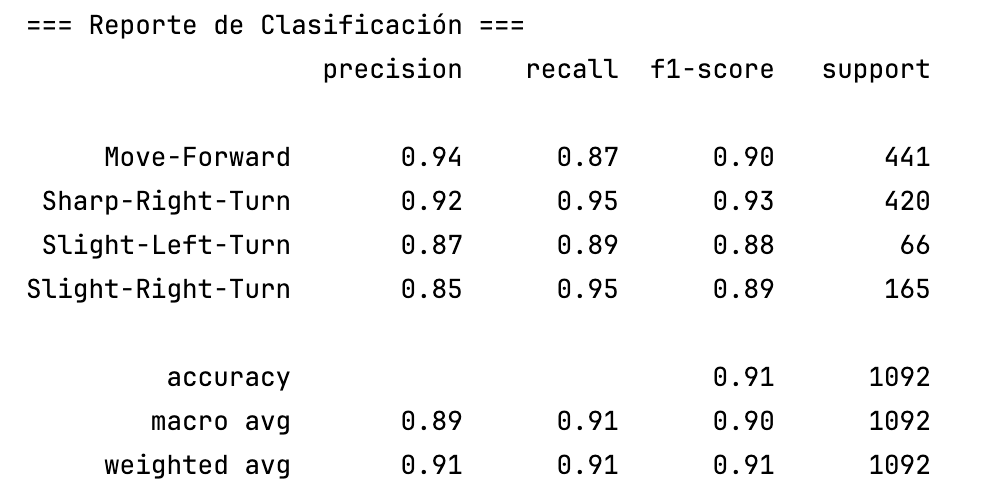 === Reporte de Clasificación ===
precision recall f1-score support
Move-Forward 0.94 0.87 0.90 441
Sharp-Right-Turn 0.92 0.95 0.93 420
Slight-Left-Turn 0.87 0.89 0.88 66
Slight-Right-Turn 0.85 0.95 0.89 165
accuracy 0.91 1092
macro avg 0.89 0.91 0.90 1092
weighted avg 0.91 0.91 0.91 1092